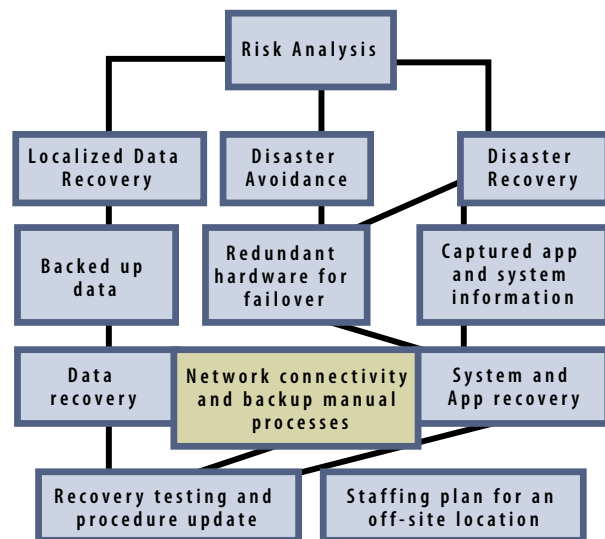 Risk Analysis
Localized Data
Recovery
Disaster
Avoidance
Disaster
Recovery
Backed up
data
Redundant
hardware for
failover
Captured app
and system
information
Data
recovery
Network connectivity
and backup manual
processes
System and
App recovery
Recovery testing and
procedure update
Staffing plan for an
off-site location